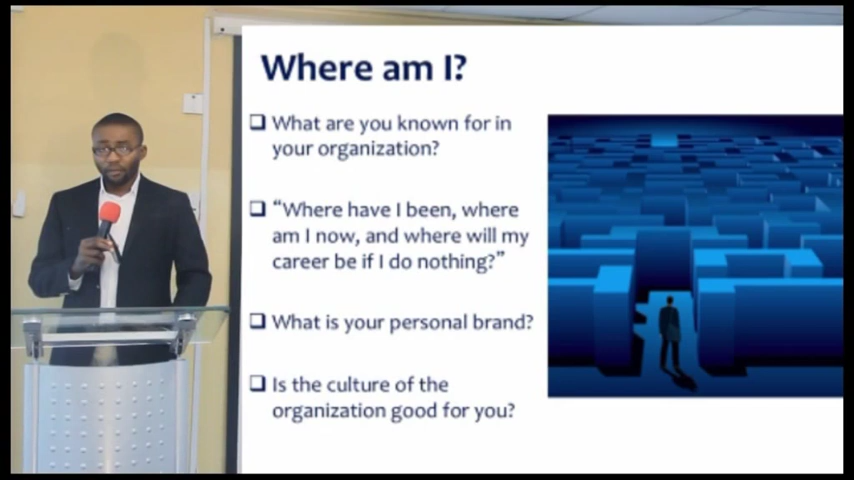 Where am I?
❑ What are you known for in
your organization?
❑ “Where have I been, where
am I now, and where will my
career be if I do nothing?”
❑ What is your personal brand?
❑ Is the culture of the
organization good for you?